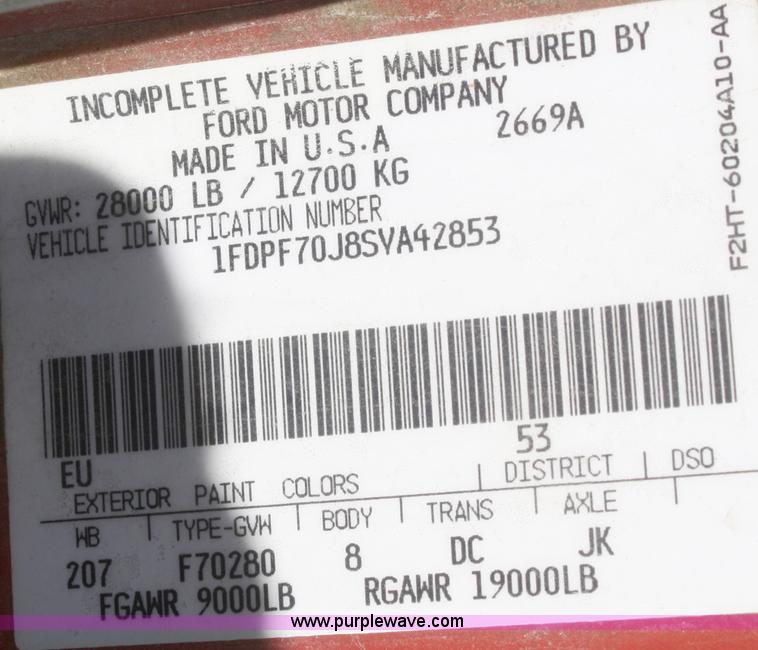 INCOMPLETE VEHICLE MANUFACTURED BY
FORD MOTOR COMPANY
MADE IN U.S.A
2669A
GVWR: 28000 LB / 12700 KG
VEHICLE IDENTIFICATION NUMBER
1FDPF70J8SVA42853
F2HT-60204A10-AA
EU
53
EXTERIOR PAINT COLORS
DISTRICT
DSO
WB TYPE-GVW BODY TRANS AXLE
207 F70280 8 DC JK
FGAWR 9000LB RGAWR 19000LB
www.purplewave.com